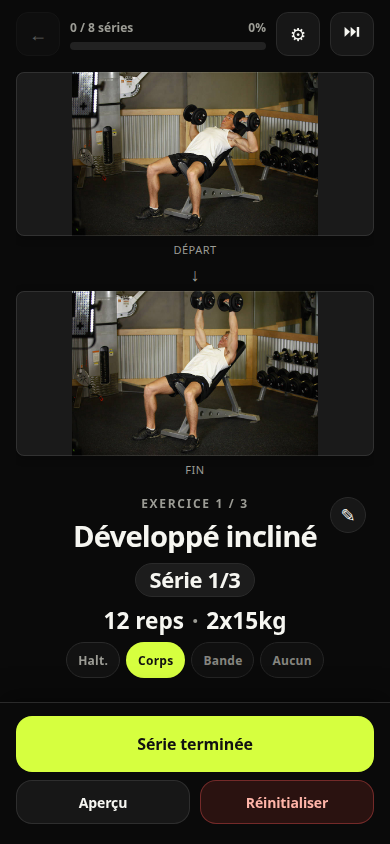 ←
0 / 8 séries 0%
DÉPART
↓
FIN
EXERCICE 1 / 3
Développé incliné
Série 1/3
12 reps · 2x15kg
Halt. Corps Bande Aucun
Série terminée
Aperçu Réinitialiser